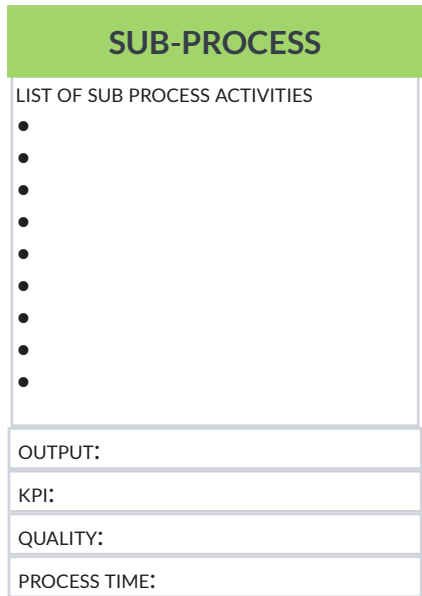 SUB-PROCESS
LIST OF SUB PROCESS ACTIVITIES
●
●
●
●
●
●
●
●
●
OUTPUT:
KPI:
QUALITY:
PROCESS TIME: